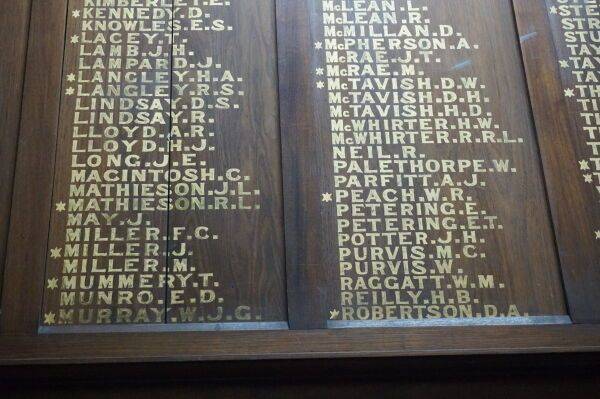 KIMBERLEY.T.E.
* KENNEDY.D.
KNOWLES.E.S.
* LACEY.T.
LAMB.J.H.
LAMPARD.J.
* LANGLEY.H.A.
* LANGLEY.R.S.
LINDSAY.D.S.
LINDSAY.R.
LLOYD.A.R.
LLOYD.H.J.
LONG.J.E.
MACINTOSH.C.
MATHIESON.J.L.
* MATHIESON.R.L.
MAY.J.
MILLER.F.C.
* MILLER.J.
MILLER.M.
* MUMMERY.T.
MUNRO.E.D.
* MURRAY.W.J.G.
McLEAN.L.
McLEAN.R.
McMILLAN.D.
* McPHERSON.A.
McRAE.J.T.
* McRAE.M.
* McTAVISH.D.W.
McTAVISH.D.H.
McTAVISH.H.D.
McWHIRTER.H.W.
McWHIRTER.R.R.L.
NEIL.R.
PALETHORPE.W.
PARFITT.A.J.
* PEACH.W.R.
PETERING.E.
PETERING.E.T.
POTTER.J.H.
PURVIS.M.C.
PURVIS.W.
RAGGATT.W.M.
REILLY.H.B.
* ROBERTSON.D.A.